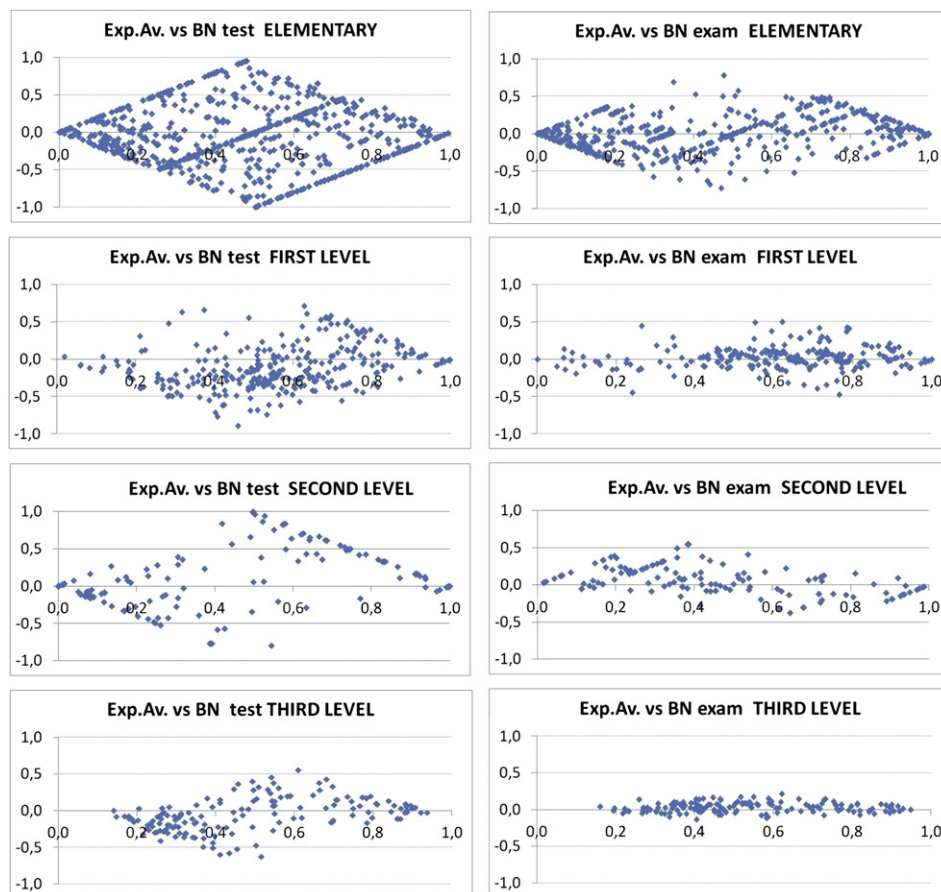 Exp.Av. vs BN test ELEMENTARY
1,0
0,5
0,0
0,0 0,2 0,4 0,6 0,8 1,0
-0,5
-1,0
Exp.Av. vs BN exam ELEMENTARY
1,0
0,5
0,0
0,0 0,2 0,4 0,6 0,8 1,0
-0,5
-1,0
Exp.Av. vs BN test FIRST LEVEL
1,0
0,5
0,0
0,0 0,2 0,4 0,6 0,8 1,0
-0,5
-1,0
Exp.Av. vs BN exam FIRST LEVEL
1,0
0,5
0,0
0,0 0,2 0,4 0,6 0,8 1,0
-0,5
-1,0
Exp.Av. vs BN test SECOND LEVEL
1,0
0,5
0,0
0,0 0,2 0,4 0,6 0,8 1,0
-0,5
-1,0
Exp.Av. vs BN exam SECOND LEVEL
1,0
0,5
0,0
0,0 0,2 0,4 0,6 0,8 1,0
-0,5
-1,0
Exp.Av. vs BN test THIRD LEVEL
1,0
0,5
0,0
0,0 0,2 0,4 0,6 0,8 1,0
-0,5
-1,0
Exp.Av. vs BN exam THIRD LEVEL
1,0
0,5
0,0
0,0 0,2 0,4 0,6 0,8 1,0
-0,5
-1,0